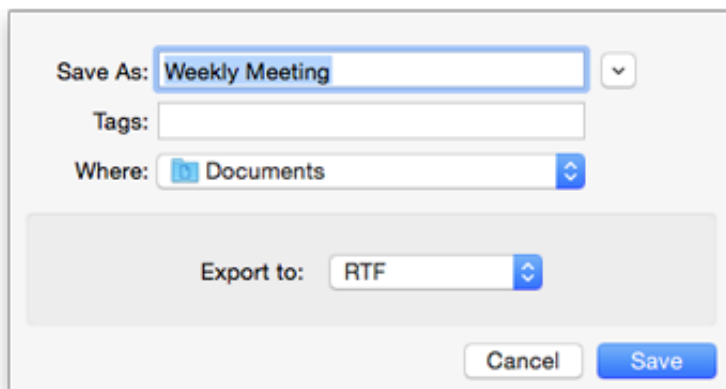 Save As: Weekly Meeting
Tags:
Where: Documents
Export to: RTF
Cancel Save